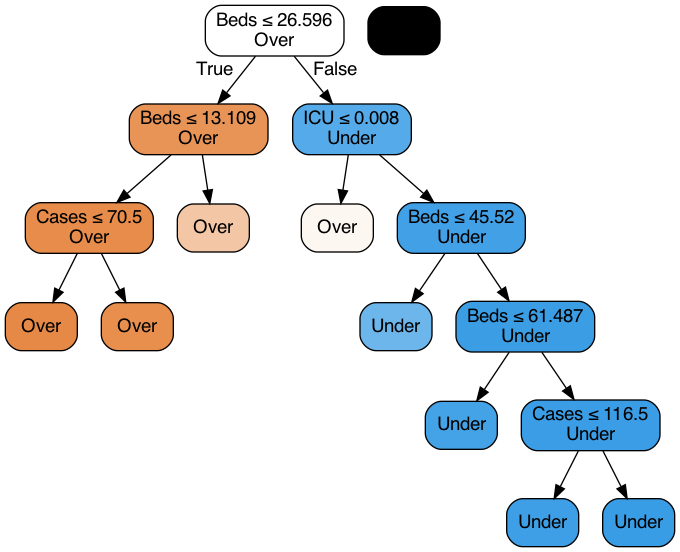 Beds ≤ 26.596
Over
True
False
Beds ≤ 13.109
Over
ICU ≤ 0.008
Under
Cases ≤ 70.5
Over
Over
Over
Beds ≤ 45.52
Under
Over
Over
Under
Beds ≤ 61.487
Under
Under
Cases ≤ 116.5
Under
Under
Under